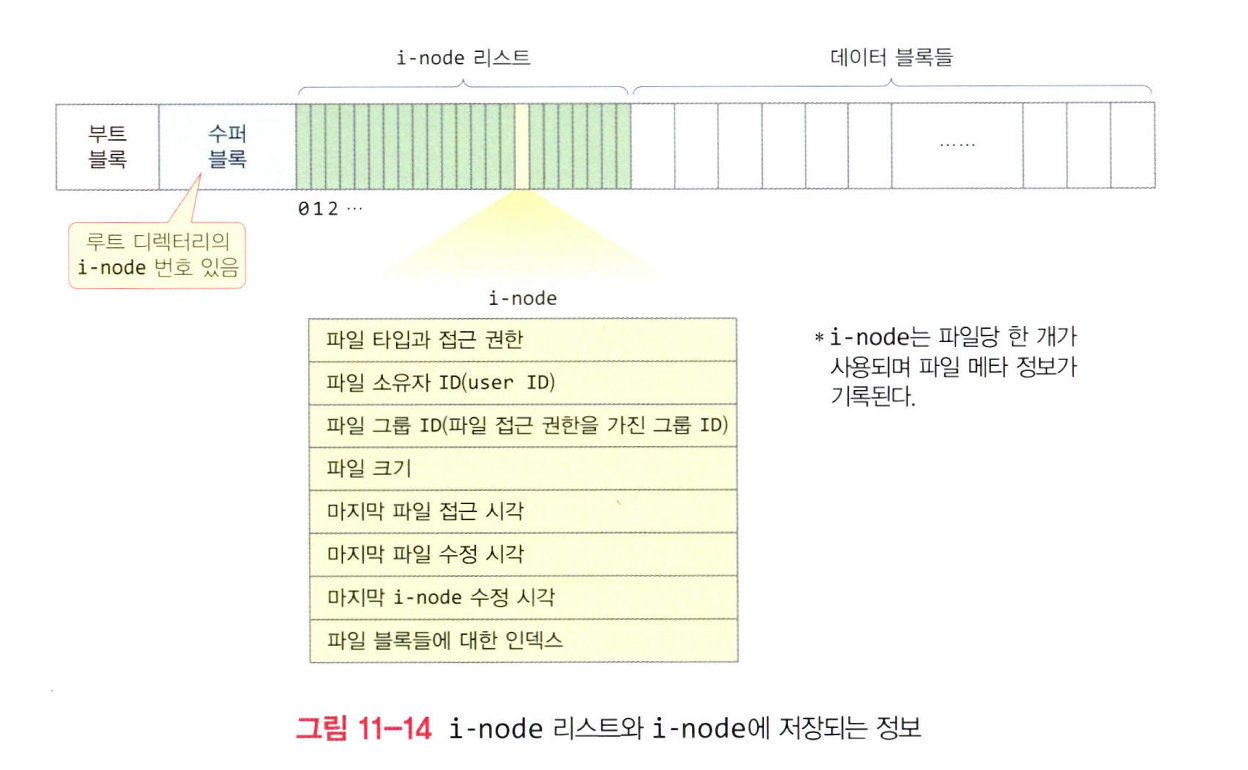 i-node 리스트
데이터 블록들
부트
블록
수퍼
블록
……
0 1 2 …
루트 디렉터리의
i-node 번호 있음
i-node
파일 타입과 접근 권한
파일 소유자 ID(user ID)
파일 그룹 ID(파일 접근 권한을 가진 그룹 ID)
파일 크기
마지막 파일 접근 시각
마지막 파일 수정 시각
마지막 i-node 수정 시각
파일 블록들에 대한 인덱스
* i-node는 파일당 한 개가
사용되며 파일 메타 정보가
기록된다.
그림 11-14 i-node 리스트와 i-node에 저장되는 정보